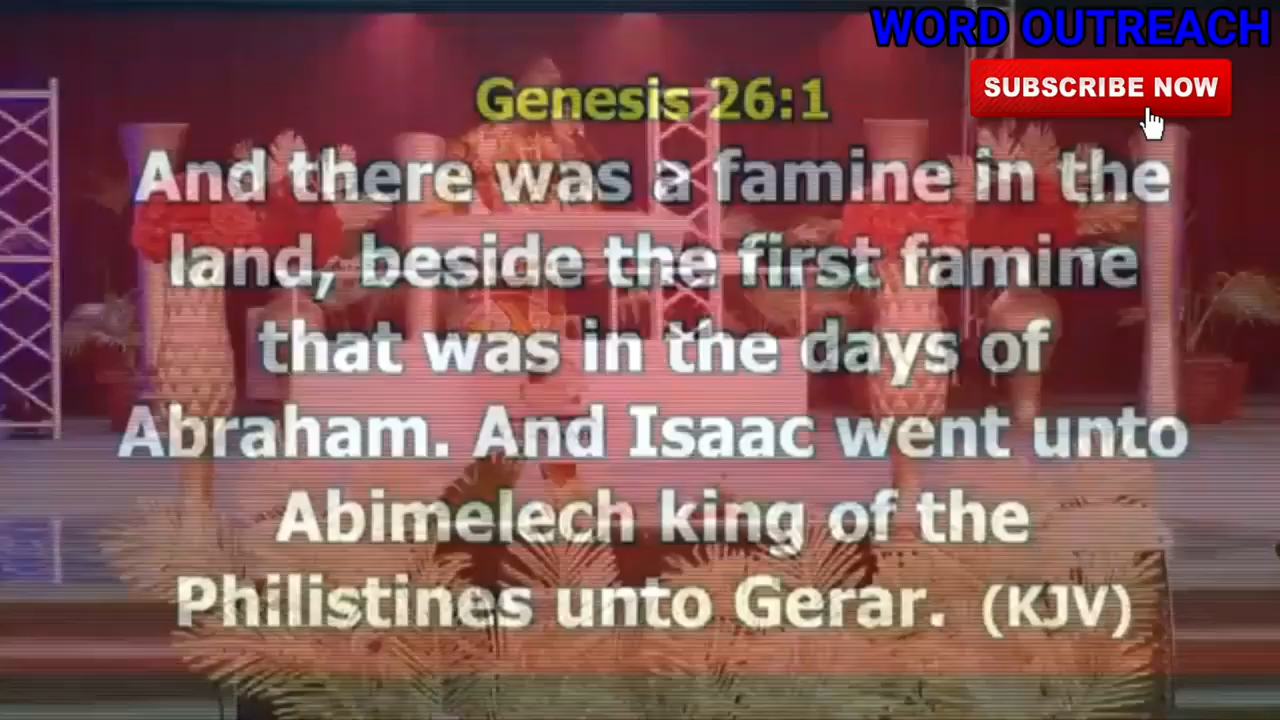 WORD OUTREACH
SUBSCRIBE NOW
Genesis 26:1
And there was a famine in the
land, beside the first famine
that was in the days of
Abraham. And Isaac went unto
Abimelech king of the
Philistines unto Gerar. (KJV)